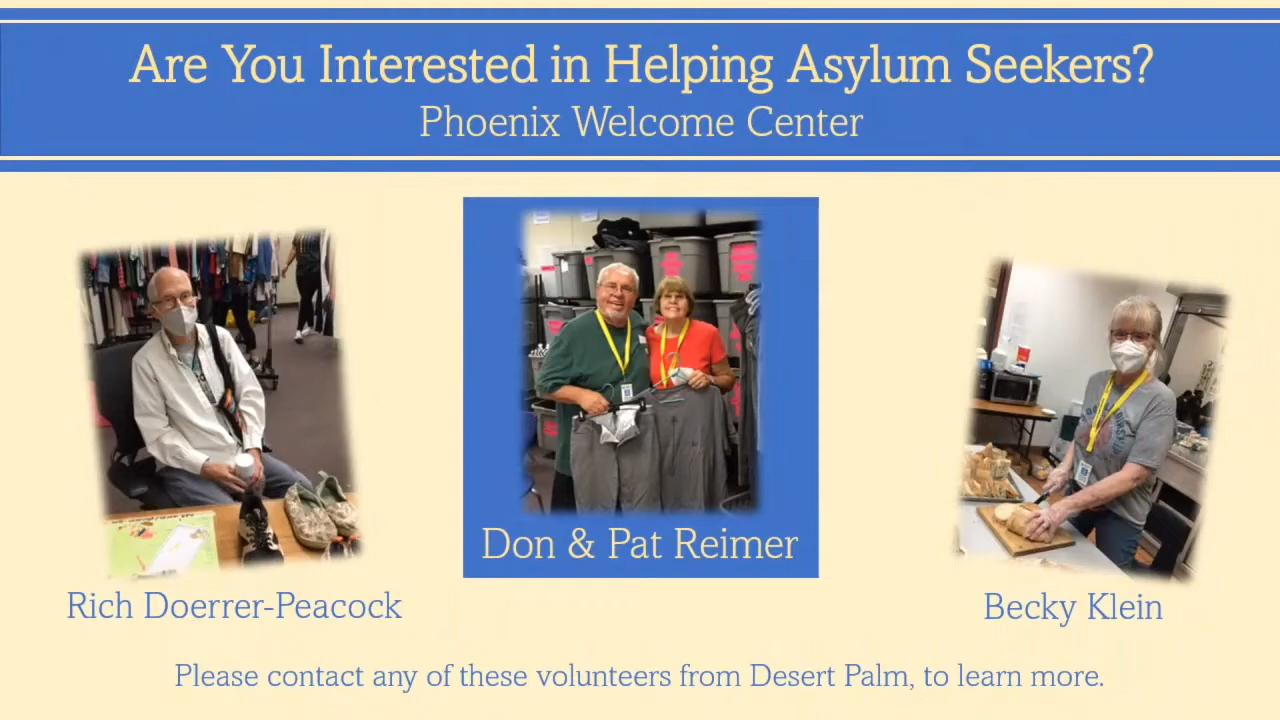 Are You Interested in Helping Asylum Seekers?
Phoenix Welcome Center
Don & Pat Reimer
Rich Doerrer-Peacock
Becky Klein
Please contact any of these volunteers from Desert Palm, to learn more.